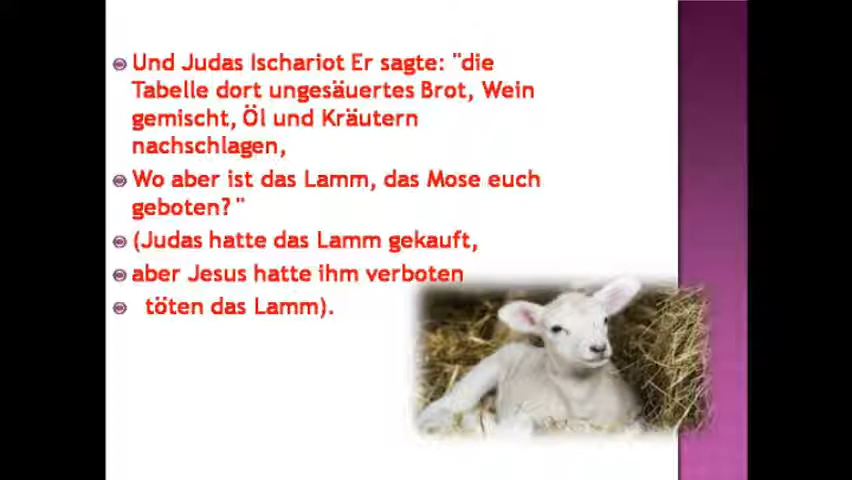 Und Judas Ischariot Er sagte: "die
Tabelle dort ungesäuertes Brot, Wein
gemischt, Öl und Kräutern
nachschlagen,
Wo aber ist das Lamm, das Mose euch
geboten? "
(Judas hatte das Lamm gekauft,
aber Jesus hatte ihm verboten
töten das Lamm).